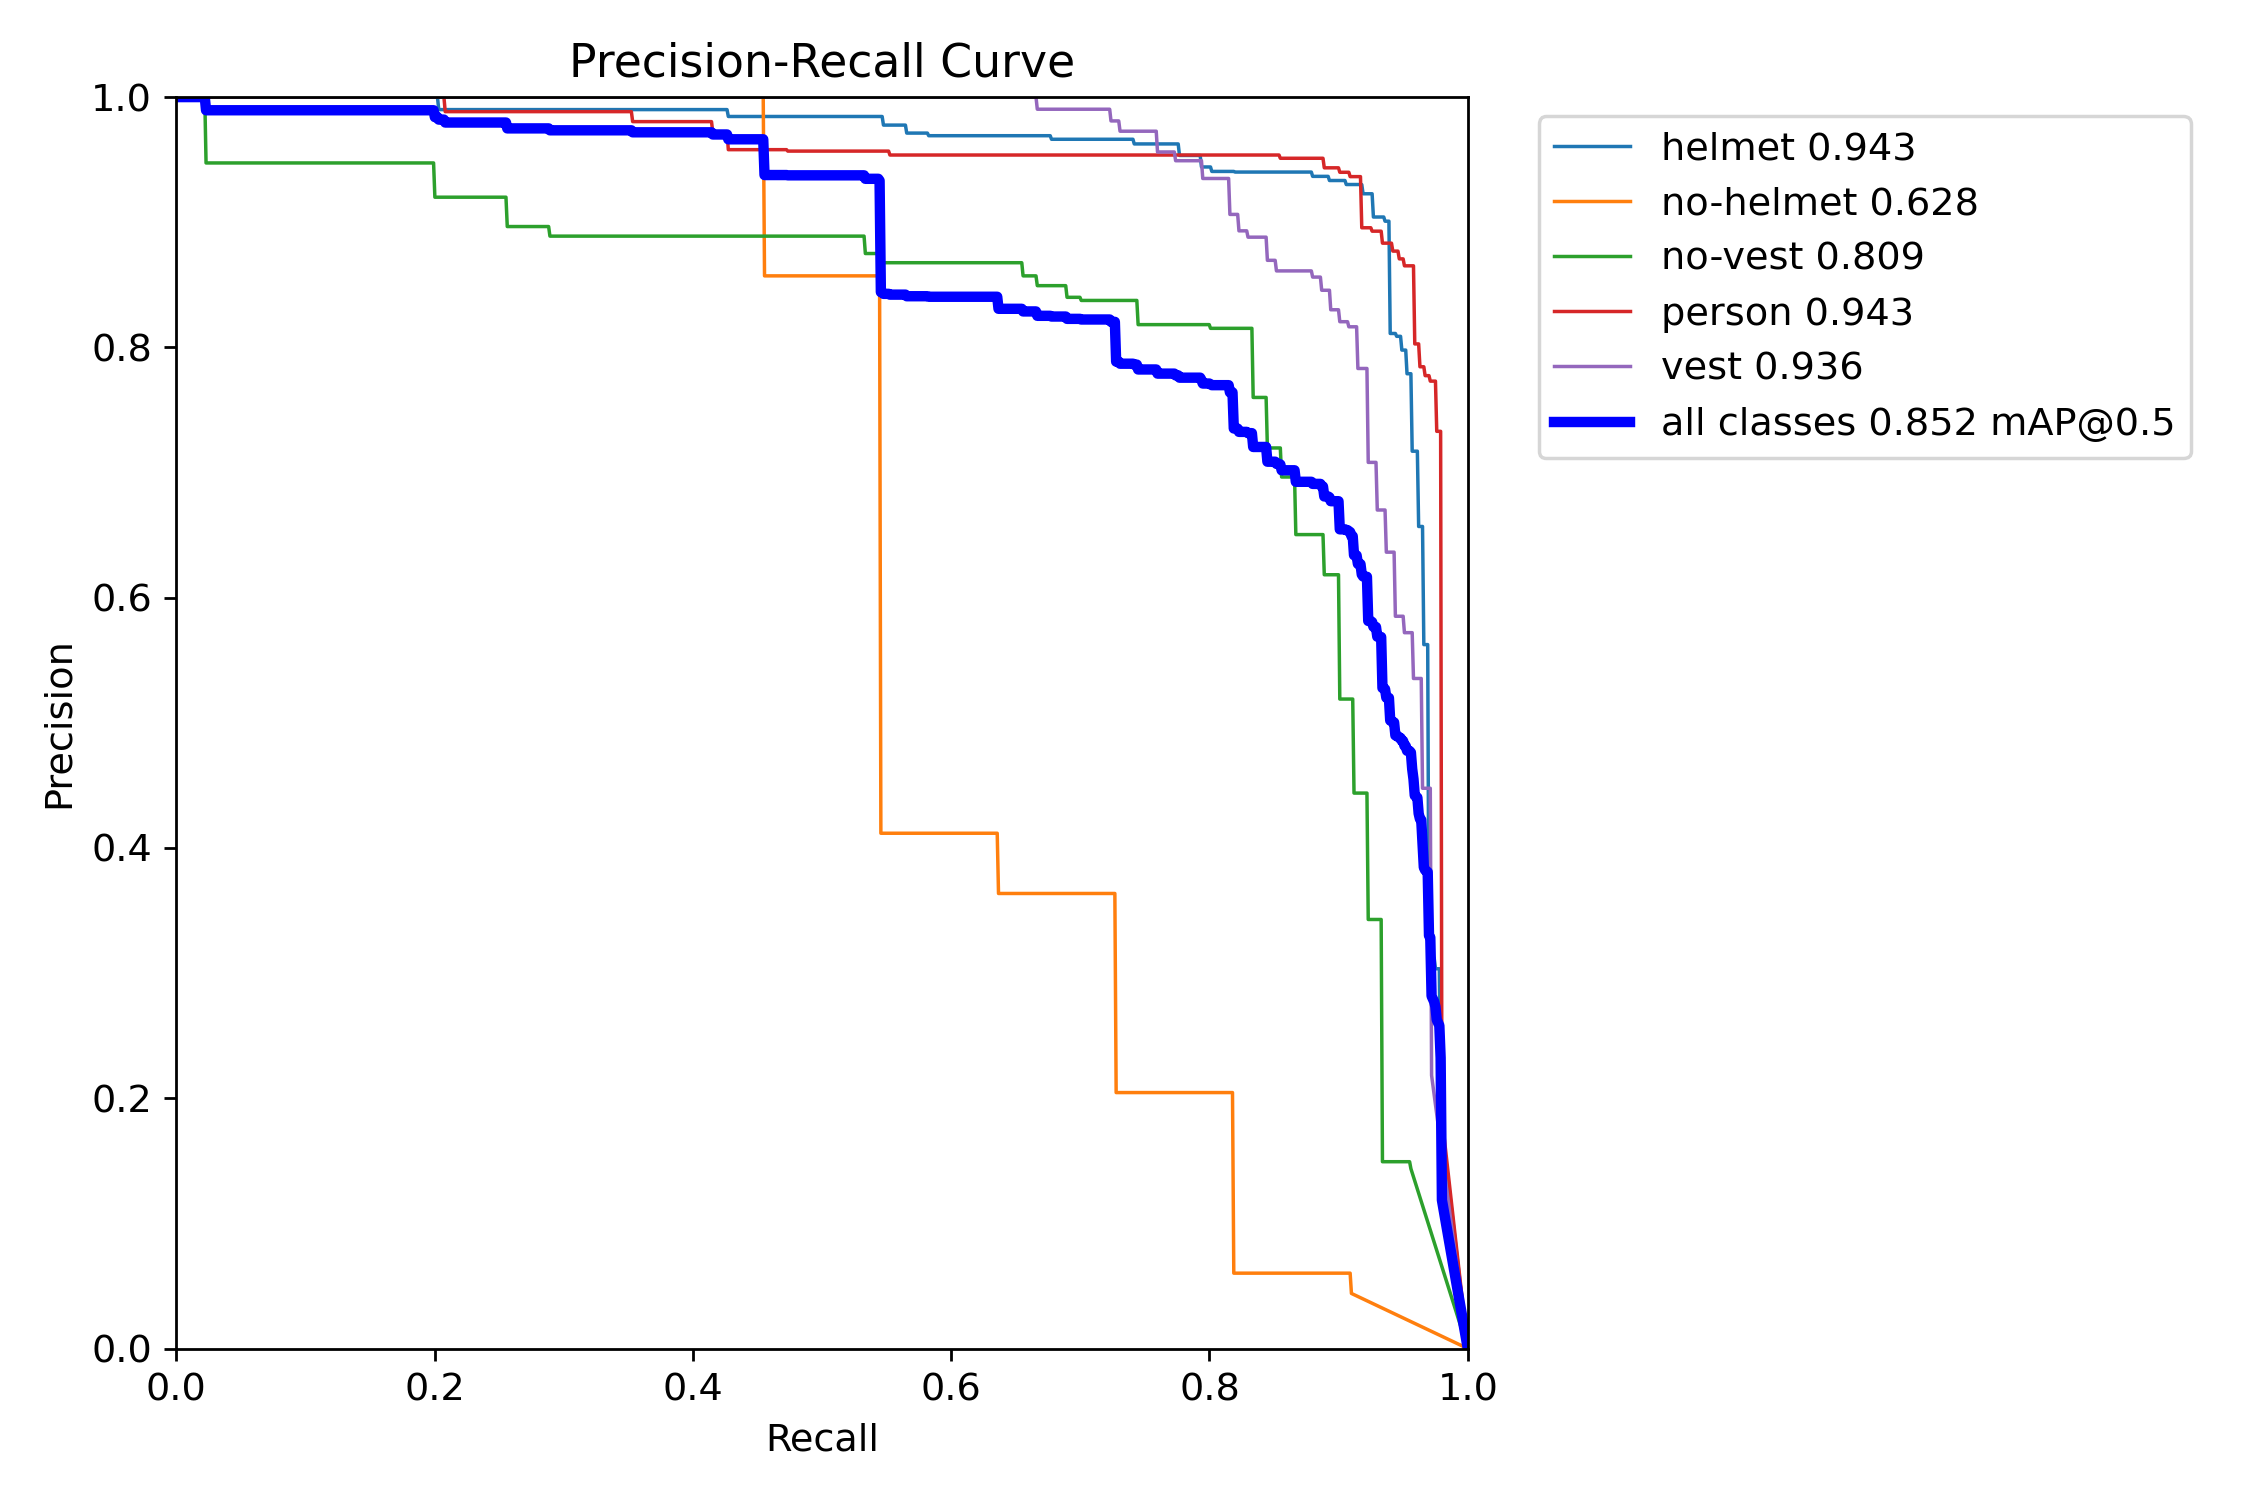 Precision-Recall Curve
1.0
0.8
0.6
0.4
0.2
0.0
Precision
0.0 0.2 0.4 0.6 0.8 1.0
Recall
helmet 0.943
no-helmet 0.628
no-vest 0.809
person 0.943
vest 0.936
all classes 0.852 mAP@0.5